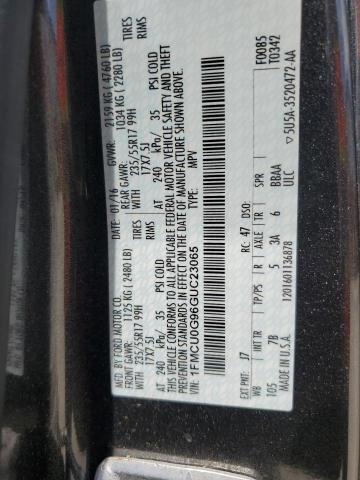 MFD. BY FORD MOTOR CO.
DATE: 01/16 GVWR: 2159 KG ( 4760 LB)
FRONT GAWR: 1125 KG ( 2480 LB) REAR GAWR: 1034 KG ( 2280 LB)
235/55R17 99H TIRES 235/55R17 99H TIRES
17X7.5J RIMS 17X7.5J RIMS
AT 240 kPa/ 35 PSI COLD AT 240 kPa/ 35 PSI COLD
THIS VEHICLE CONFORMS TO ALL APPLICABLE FEDERAL MOTOR VEHICLE SAFETY AND THEFT
PREVENTION STANDARDS IN EFFECT ON THE DATE OF MANUFACTURE SHOWN ABOVE.
VIN: 1FMCU0G96GUC23065
TYPE: MPV
F0085
T0342
EXT PNT: J7 RC: 47 DSO:
WB INT TR TP/PS R AXLE TR SPR
105 7B 5 3A 6 BBAA
ULC
1201601136878
MADE IN U.S.A.
5U5A-3520472-AA